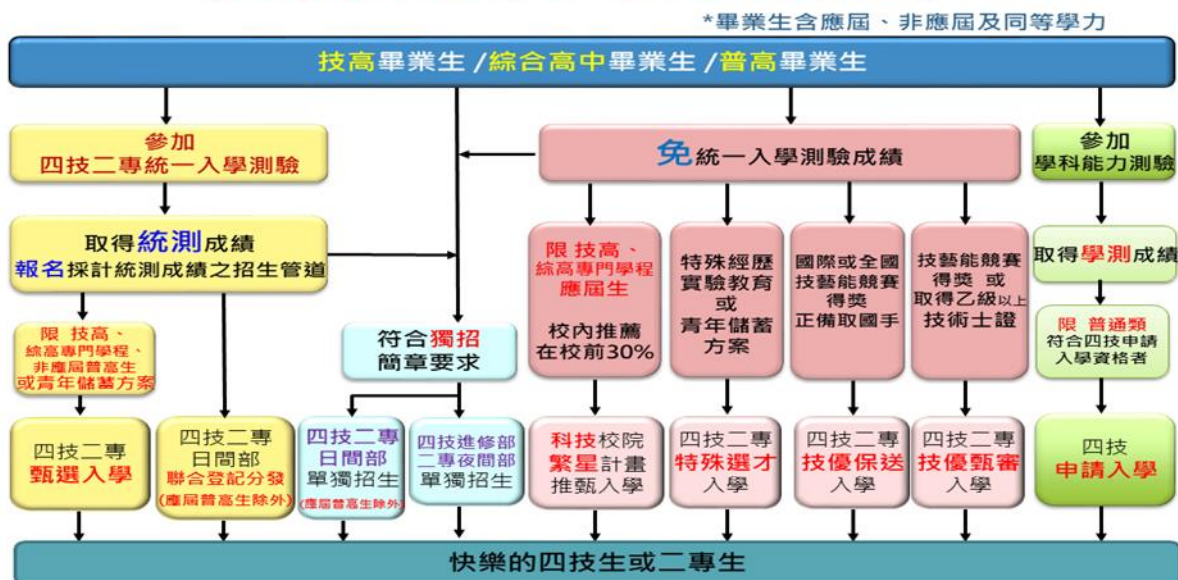 *畢業生含應屆、非應屆及同等學力
技高畢業生/綜合高中畢業生/普高畢業生
參加
四技二專統一入學測驗
免統一入學測驗成績
參加
學科能力測驗
取得統測成績
報名採計統測成績之招生管道
限 技高、
綜高專門學程
應屆生
校內推薦
在校前30%
特殊經歷
實驗教育
或
青年儲蓄
方案
國際或全國
技藝能競賽
得獎
正備取國手
技藝能競賽
得獎 或
取得乙級以上
技術士證
取得學測成績
限 技高、
綜高專門學程、
非應屆普高生
或青年儲蓄方案
符合獨招
簡章要求
限 普通類
符合四技申請
入學資格者
四技二專
甄選入學
四技二專
日間部
聯合登記分發
(應屆普高生除外)
四技二專
日間部
單獨招生
(應屆普高生除外)
四技進修部
二專夜間部
單獨招生
科技校院
繁星計畫
推甄入學
四技二專
特殊選才
入學
四技二專
技優保送
入學
四技二專
技優甄審
入學
四技
申請入學
快樂的四技生或二專生